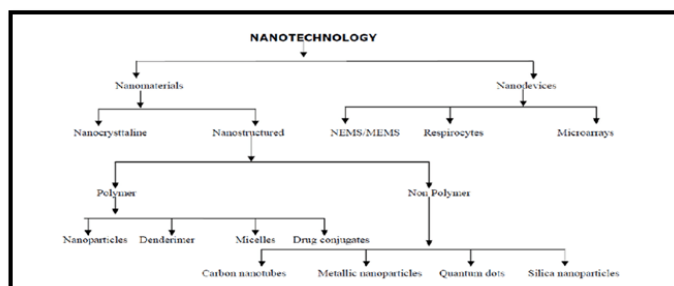 NANOTECHNOLOGY
Nanomaterials Nanodevices
Nanocrysttaline Nanostructured NEMS/MEMS Respirocytes Microarrays
Polymer Non Polymer
Nanoparticles Denderimer Micelles Drug conjugates
Carbon nanotubes Metallic nanoparticles Quantum dots Silica nanoparticles